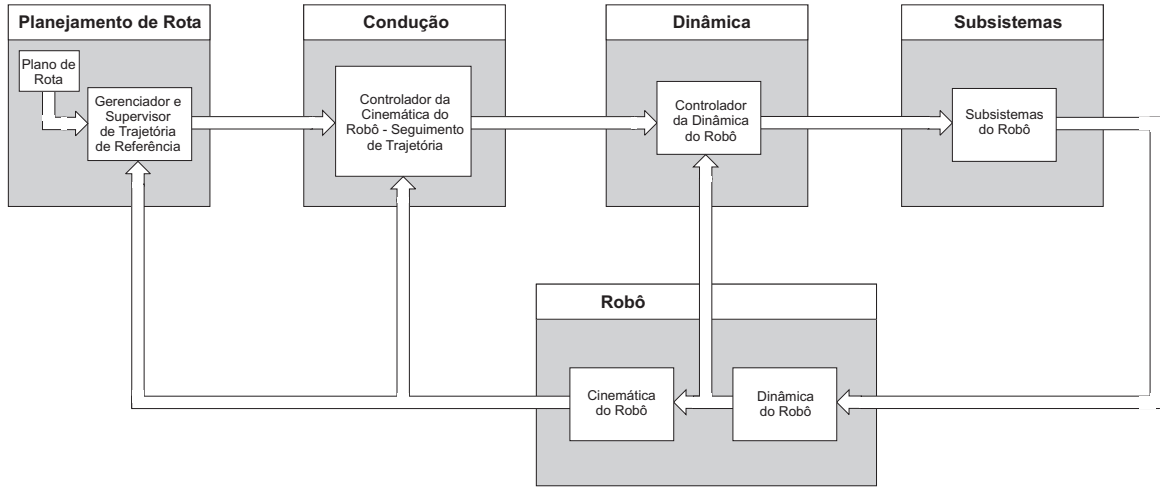 Planejamento de Rota
Plano de
Rota
Gerenciador e
Supervisor
de Trajetória
de Referência
Condução
Controlador da
Cinemática do
Robô - Seguimento
de Trajetória
Dinâmica
Controlador
da Dinâmica
do Robô
Subsistemas
Subsistemas
do Robô
Robô
Cinemática
do Robô
Dinâmica
do Robô